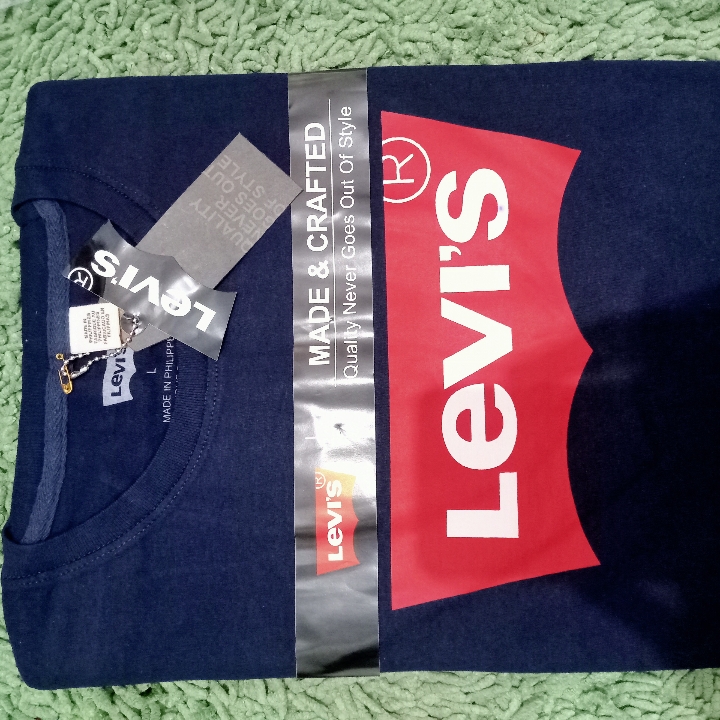 QUALITY
NEVER GOES OUT
OF STYLE
LEVI'S ®
LEVI'S
L
MADE IN PHILIPP
MADE & CRAFTED
Quality Never Goes Out Of Style
LEVI'S ®
LEVI'S ®